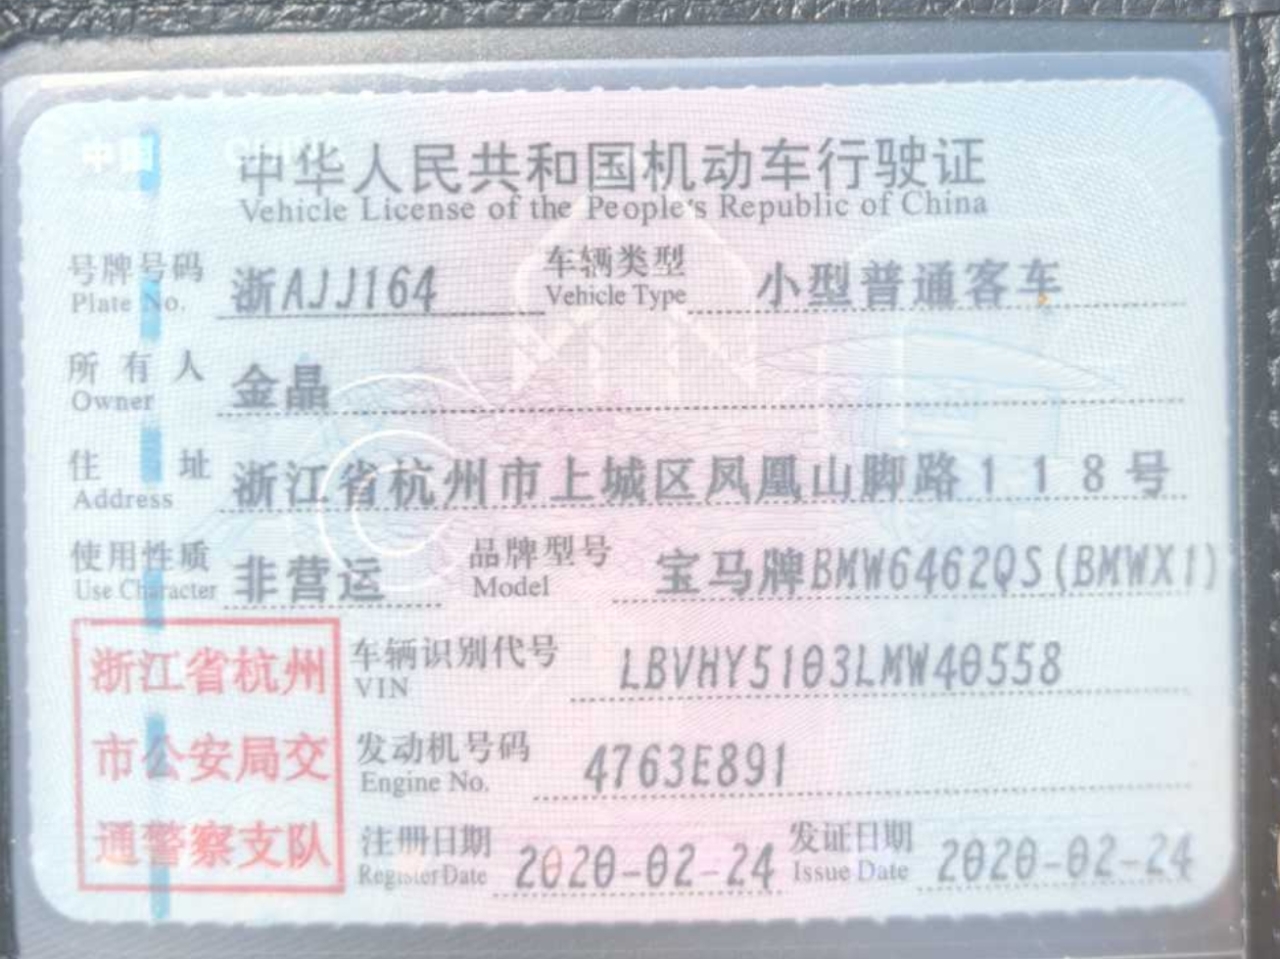 中华人民共和国机动车行驶证
Vehicle License of the People's Republic of China
号牌号码 浙AJJ164 车辆类型 小型普通客车
Plate No. Vehicle Type
所有人 金晶
Owner
住址 浙江省杭州市上城区凤凰山脚路118号
Address
使用性质 非营运 品牌型号 宝马牌BMW6462QS(BMWX1)
Use Character Model
浙江省杭州
市公安局交
通警察支队
车辆识别代号 LBVHY5103LMW40558
VIN
发动机号码 4763E891
Engine No.
注册日期 2020-02-24 发证日期 2020-02-24
Register Date Issue Date